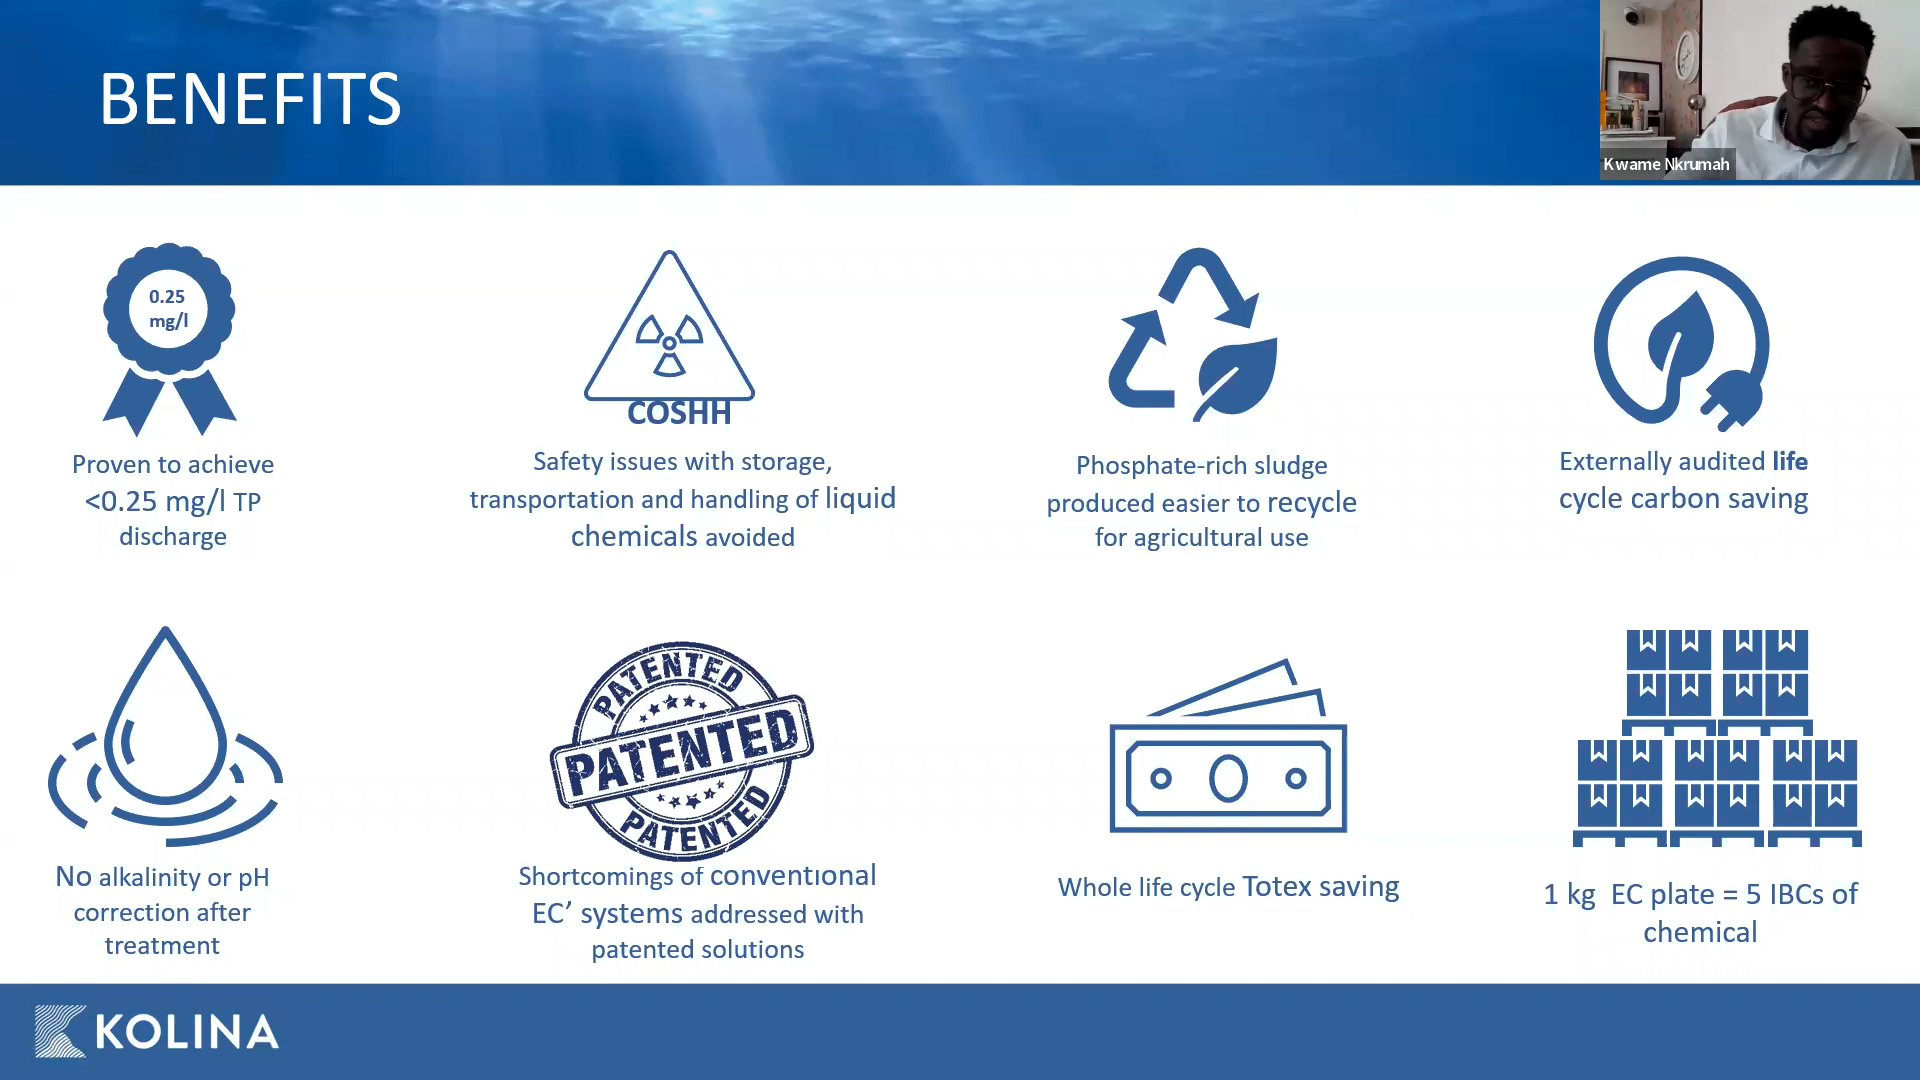 BENEFITS
Kwame Nkrumah
0.25
mg/l
Proven to achieve
<0.25 mg/l TP
discharge
COSHH
Safety issues with storage,
transportation and handling of liquid
chemicals avoided
Phosphate-rich sludge
produced easier to recycle
for agricultural use
Externally audited life
cycle carbon saving
No alkalinity or pH
correction after
treatment
PATENTED
PATENTED
PATENTED
Shortcomings of conventional
EC’ systems addressed with
patented solutions
Whole life cycle Totex saving
1 kg  EC plate = 5 IBCs of
chemical
KOLINA